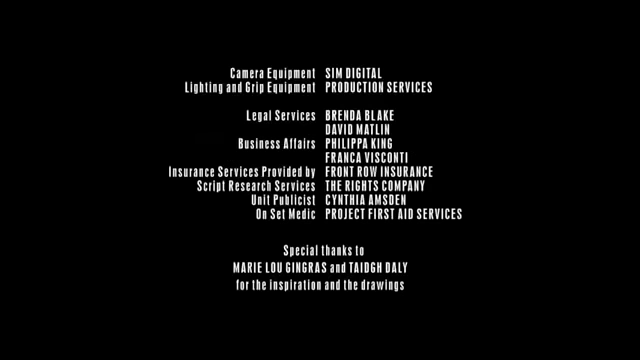 Camera Equipment SIM DIGITAL
Lighting and Grip Equipment PRODUCTION SERVICES
Legal Services BRENDA BLAKE
DAVID MATLIN
Business Affairs PHILIPPA KING
FRANCA VISCONTI
Insurance Services Provided by FRONT ROW INSURANCE
Script Research Services THE RIGHTS COMPANY
Unit Publicist CYNTHIA AMSDEN
On Set Medic PROJECT FIRST AID SERVICES
Special thanks to
MARIE LOU GINGRAS and TAIDGH DALY
for the inspiration and the drawings